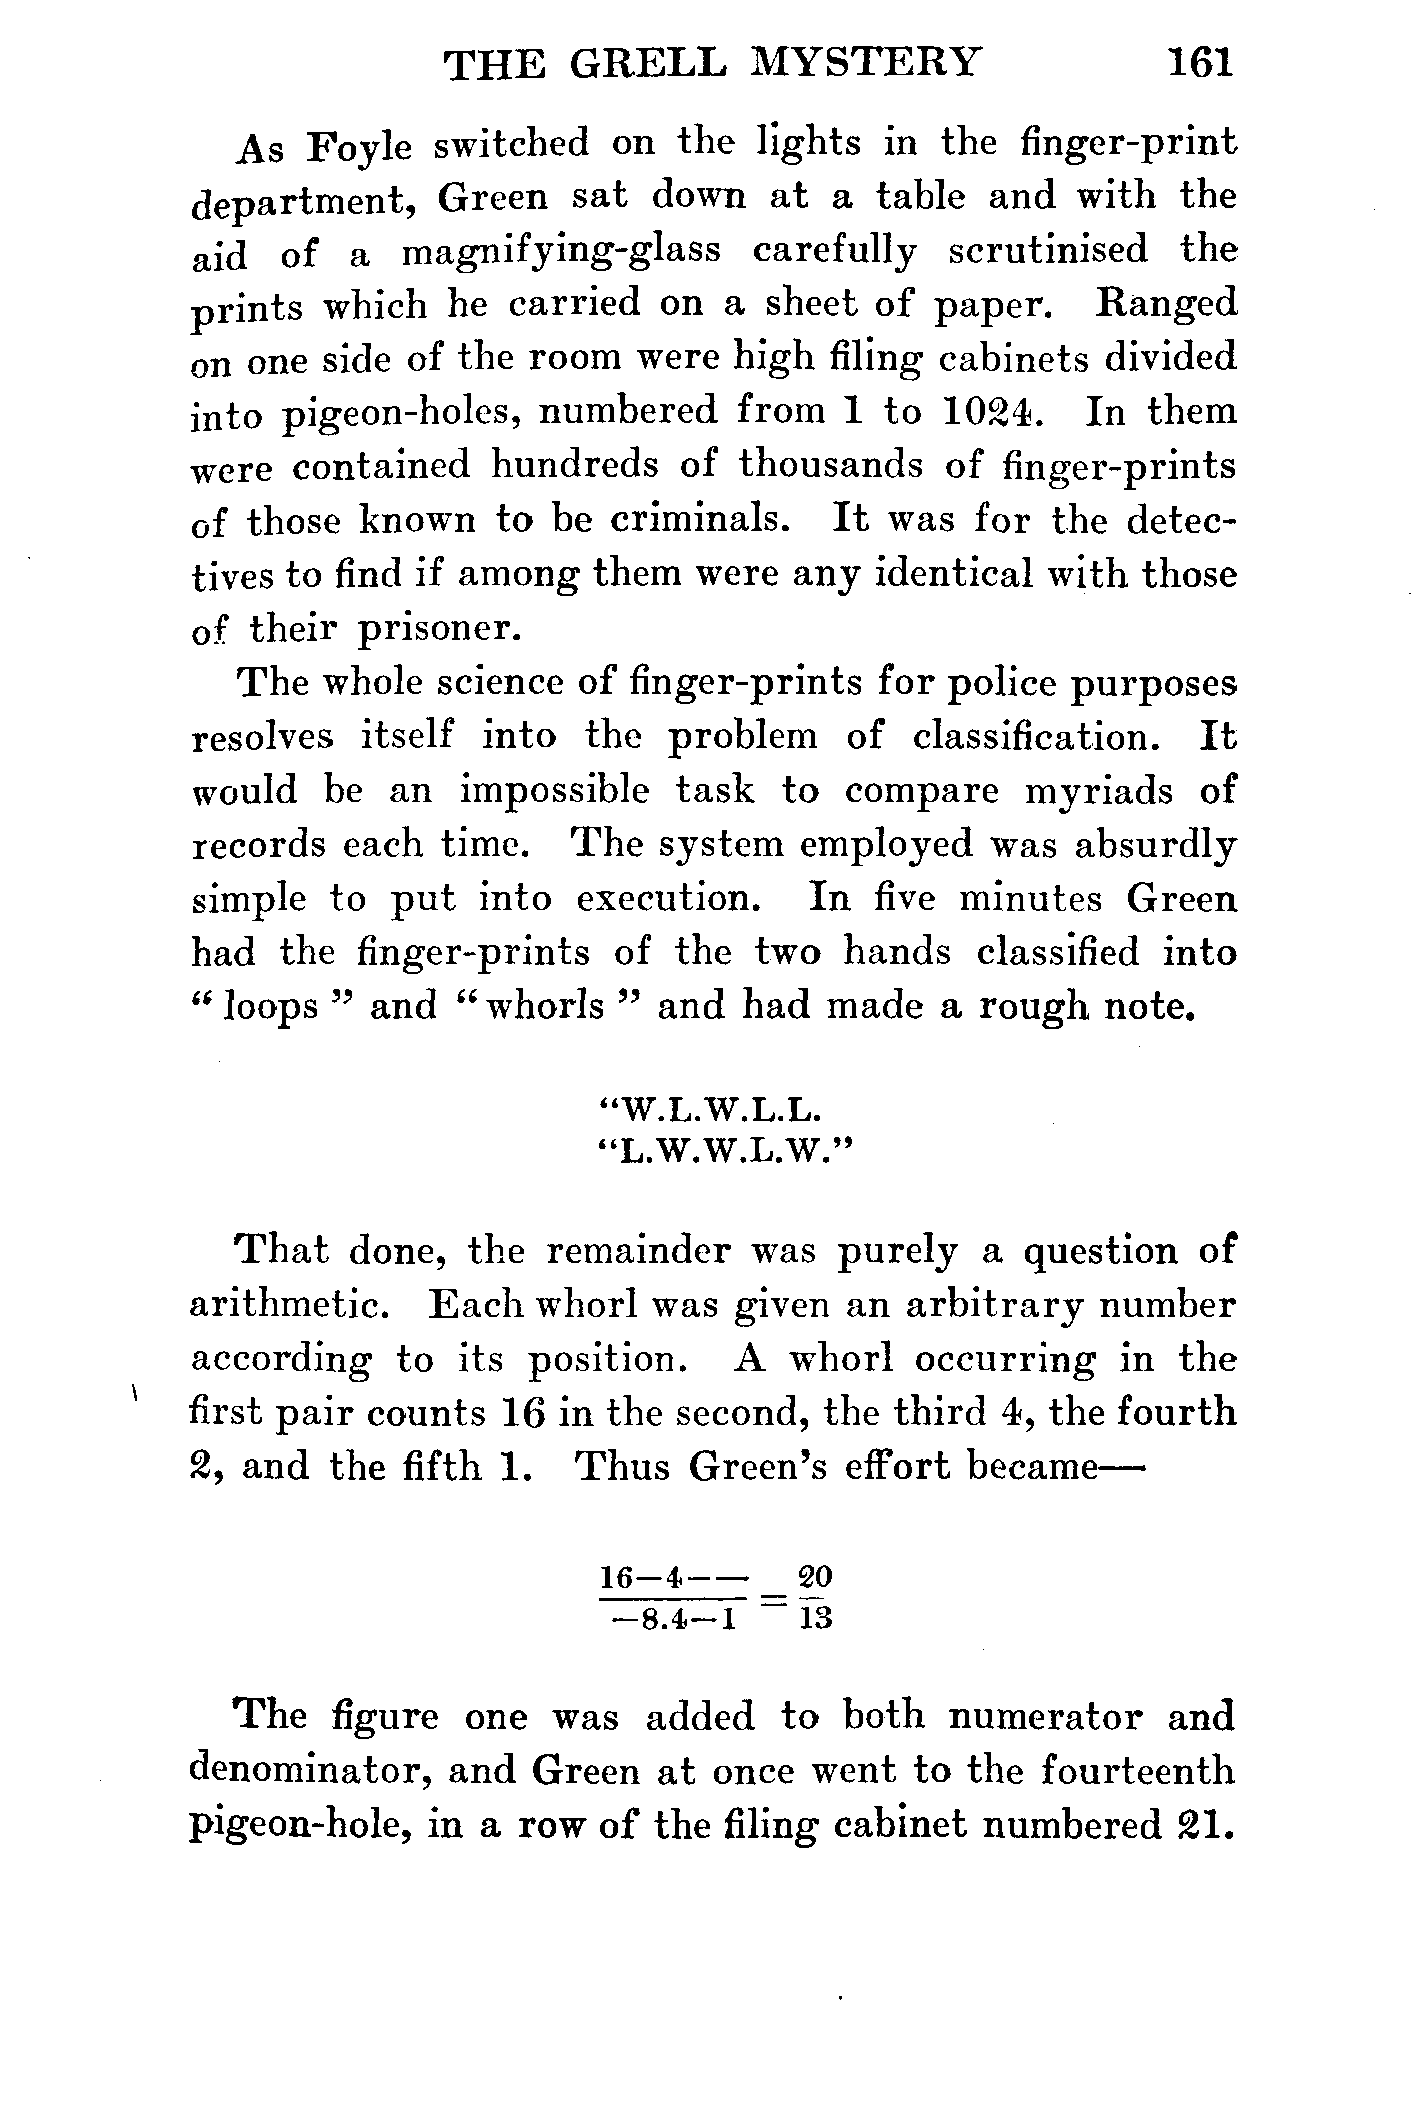 THE GRELL MYSTERY 161
As Foyle switched on the lights in the finger-print
department, Green sat down at a table and with the
aid of a magnifying-glass carefully scrutinised the
prints which he carried on a sheet of paper. Ranged
on one side of the room were high filing cabinets divided
into pigeon-holes, numbered from 1 to 1024. In them
were contained hundreds of thousands of finger-prints
of those known to be criminals. It was for the detec-
tives to find if among them were any identical with those
of their prisoner.
The whole science of finger-prints for police purposes
resolves itself into the problem of classification. It
would be an impossible task to compare myriads of
records each time. The system employed was absurdly
simple to put into execution. In five minutes Green
had the finger-prints of the two hands classified into
“ loops ” and “ whorls ” and had made a rough note.
“W.L.W.L.L.
“L.W.W.L.W.”
That done, the remainder was purely a question of
arithmetic. Each whorl was given an arbitrary number
according to its position. A whorl occurring in the
first pair counts 16 in the second, the third 4, the fourth
2, and the fifth 1. Thus Green’s effort became—
16—4—— = 20
—8.4—1 13
The figure one was added to both numerator and
denominator, and Green at once went to the fourteenth
pigeon-hole, in a row of the filing cabinet numbered 21.